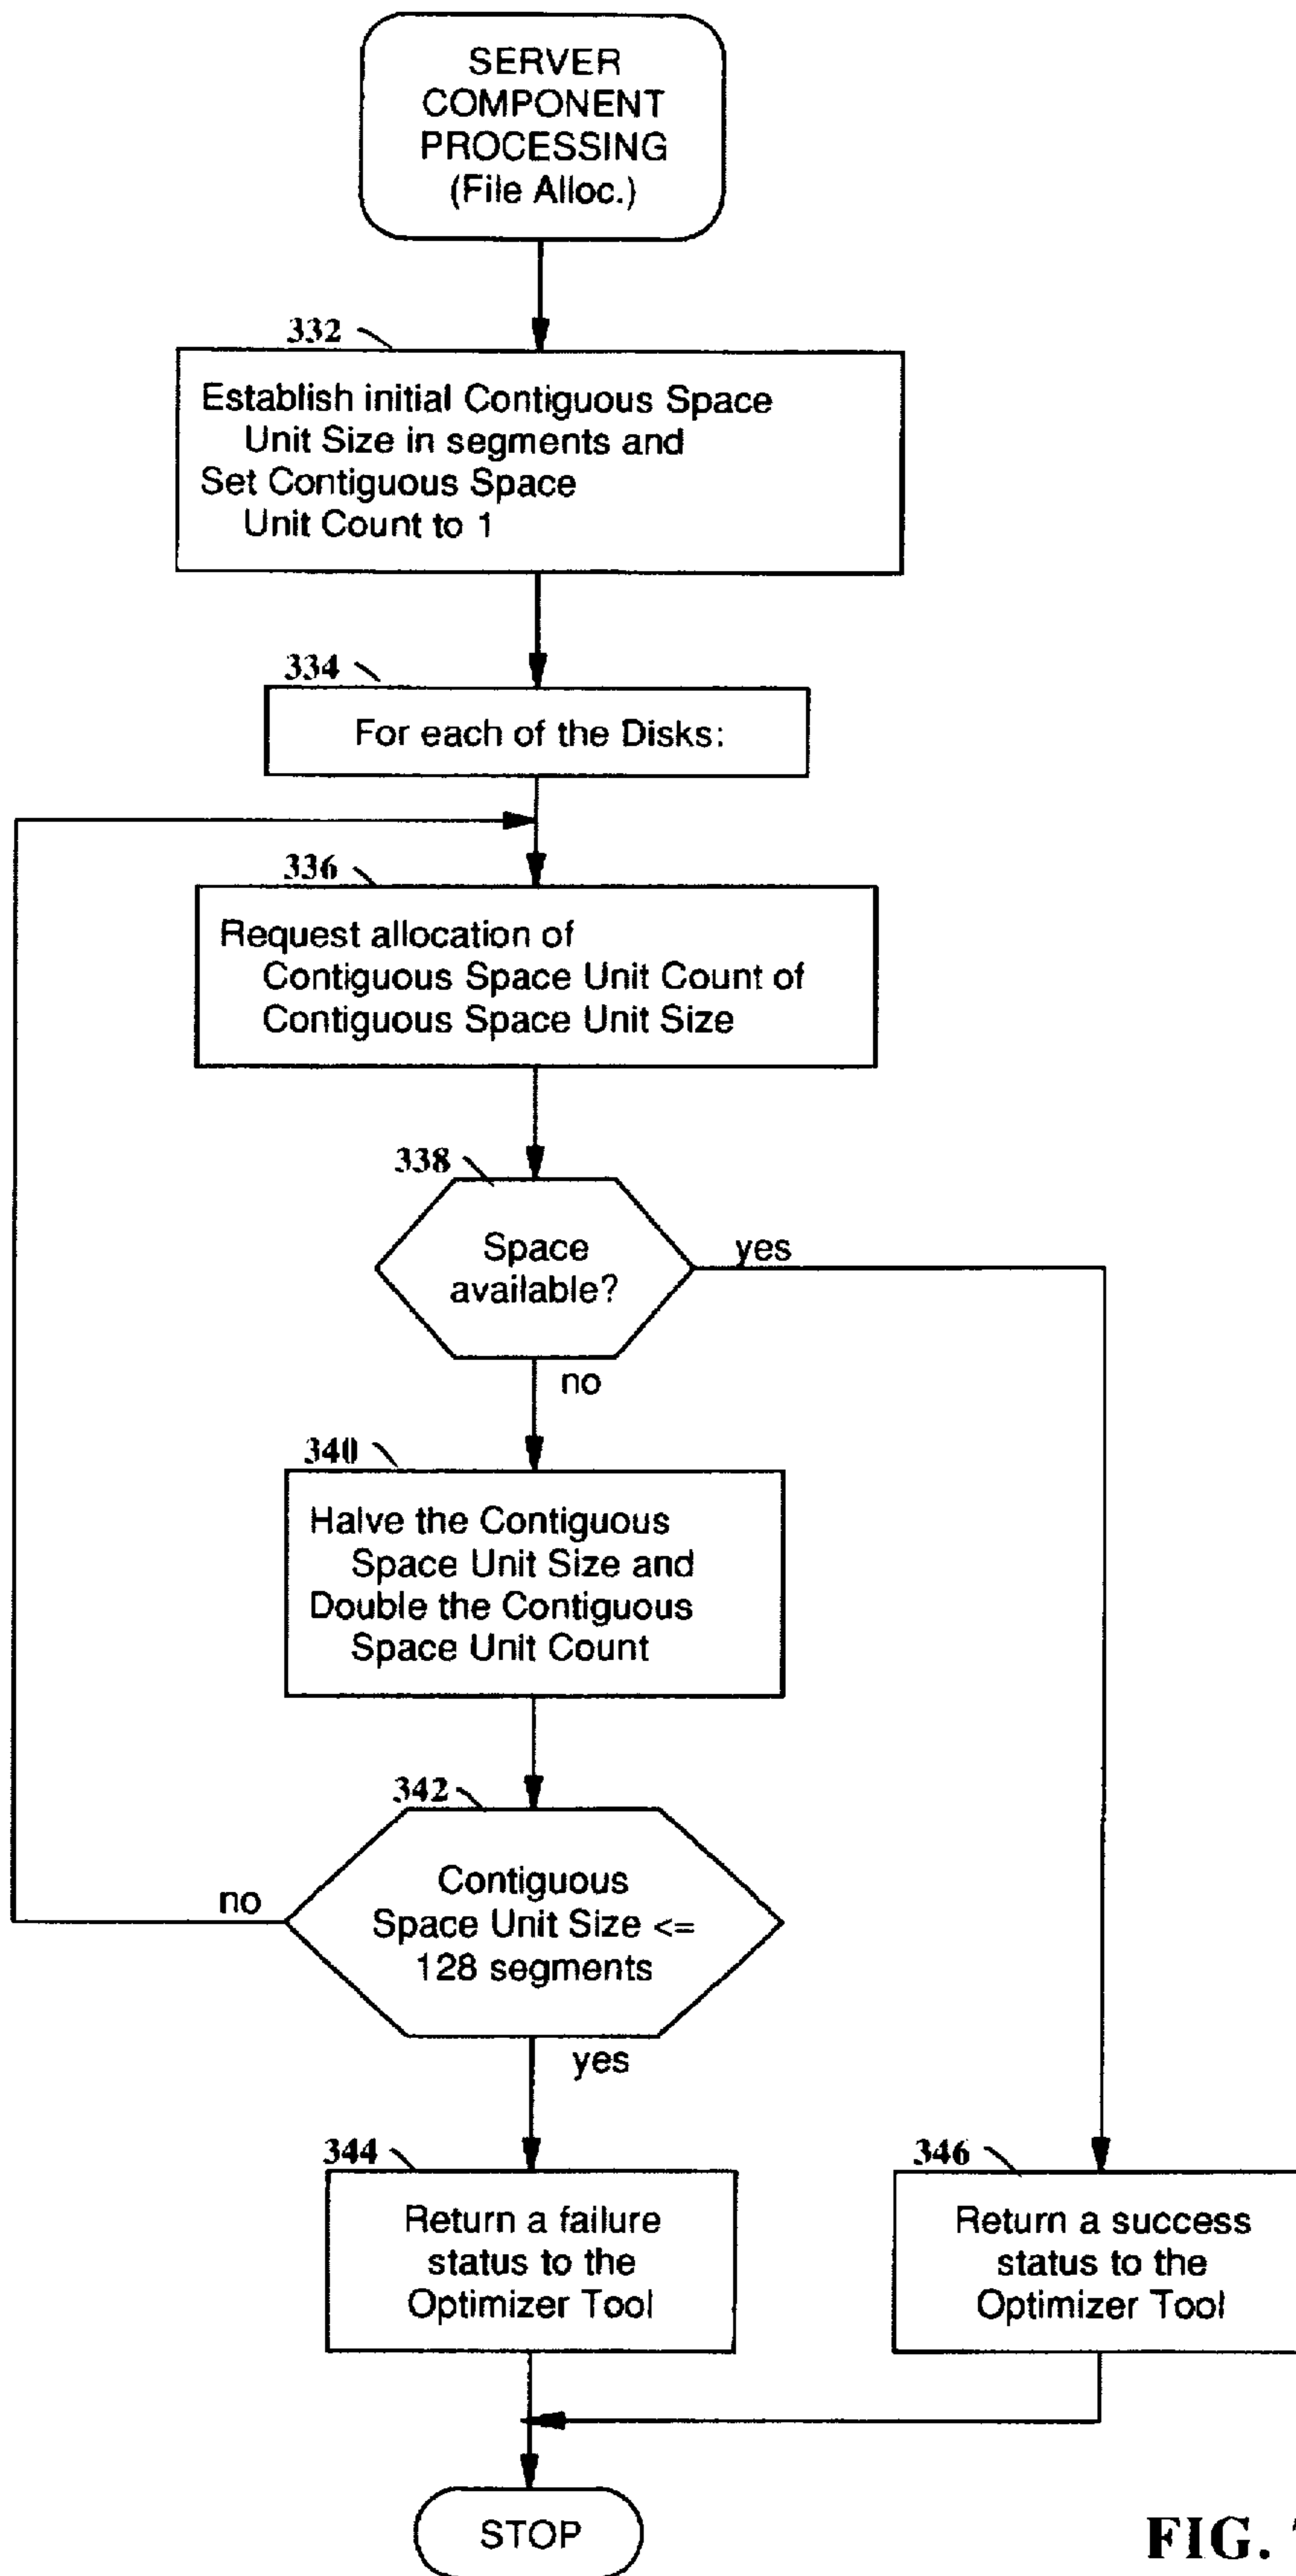 SERVER
COMPONENT
PROCESSING
(File Alloc.)
332
Establish initial Contiguous Space
Unit Size in segments and
Set Contiguous Space
Unit Count to 1
334
For each of the Disks:
336
Request allocation of
Contiguous Space Unit Count of
Contiguous Space Unit Size
338
Space
available?
yes
no
340
Halve the Contiguous
Space Unit Size and
Double the Contiguous
Space Unit Count
342
Contiguous
Space Unit Size <=
128 segments
no
yes
344
Return a failure
status to the
Optimizer Tool
346
Return a success
status to the
Optimizer Tool
STOP
FIG.